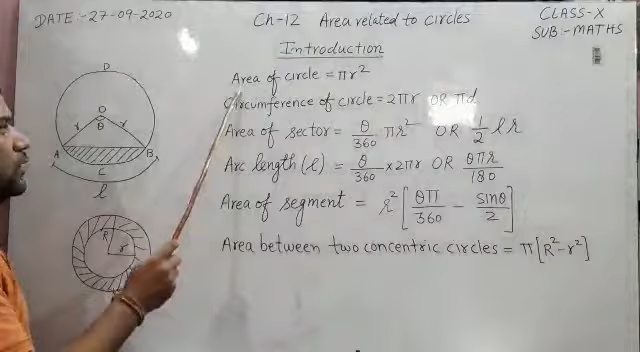 DATE:-27-09-2020
Ch-12 Area related to circles
CLASS-X
SUB:-MATHS
Introduction
Area of circle = πr²
Circumference of circle = 2πr OR πd
Area of sector = θ/360 πr² OR 1/2 lr
Arc length (l) = θ/360 × 2πr OR θπr/180
Area of segment = r² [θπ/360 - sinθ/2]
Area between two concentric circles = π[R²-r²]
D
O
r θ r
A B
C
l
R r